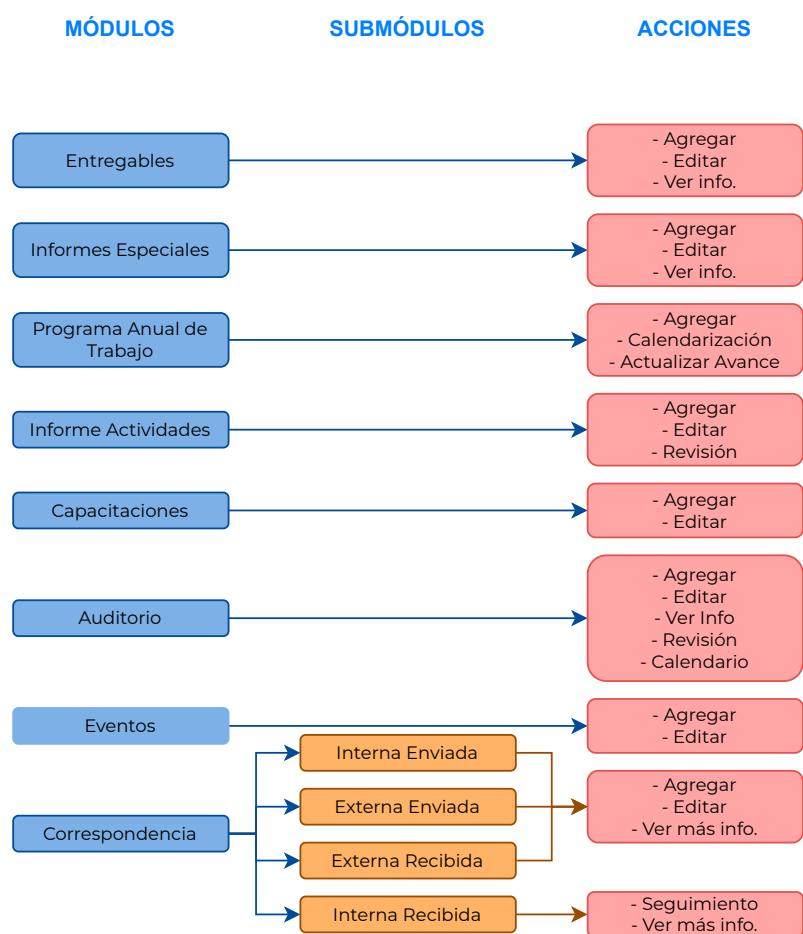 MÓDULOS SUBMÓDULOS ACCIONES
Entregables
- Agregar
- Editar
- Ver info.
Informes Especiales
- Agregar
- Editar
- Ver info.
Programa Anual de
Trabajo
- Agregar
- Calendarización
- Actualizar Avance
Informe Actividades
- Agregar
- Editar
- Revisión
Capacitaciones
- Agregar
- Editar
Auditorio
- Agregar
- Editar
- Ver Info
- Revisión
- Calendario
Eventos
- Agregar
- Editar
Correspondencia
Interna Enviada
Externa Enviada
Externa Recibida
- Agregar
- Editar
- Ver más info.
Interna Recibida
- Seguimiento
- Ver más info.